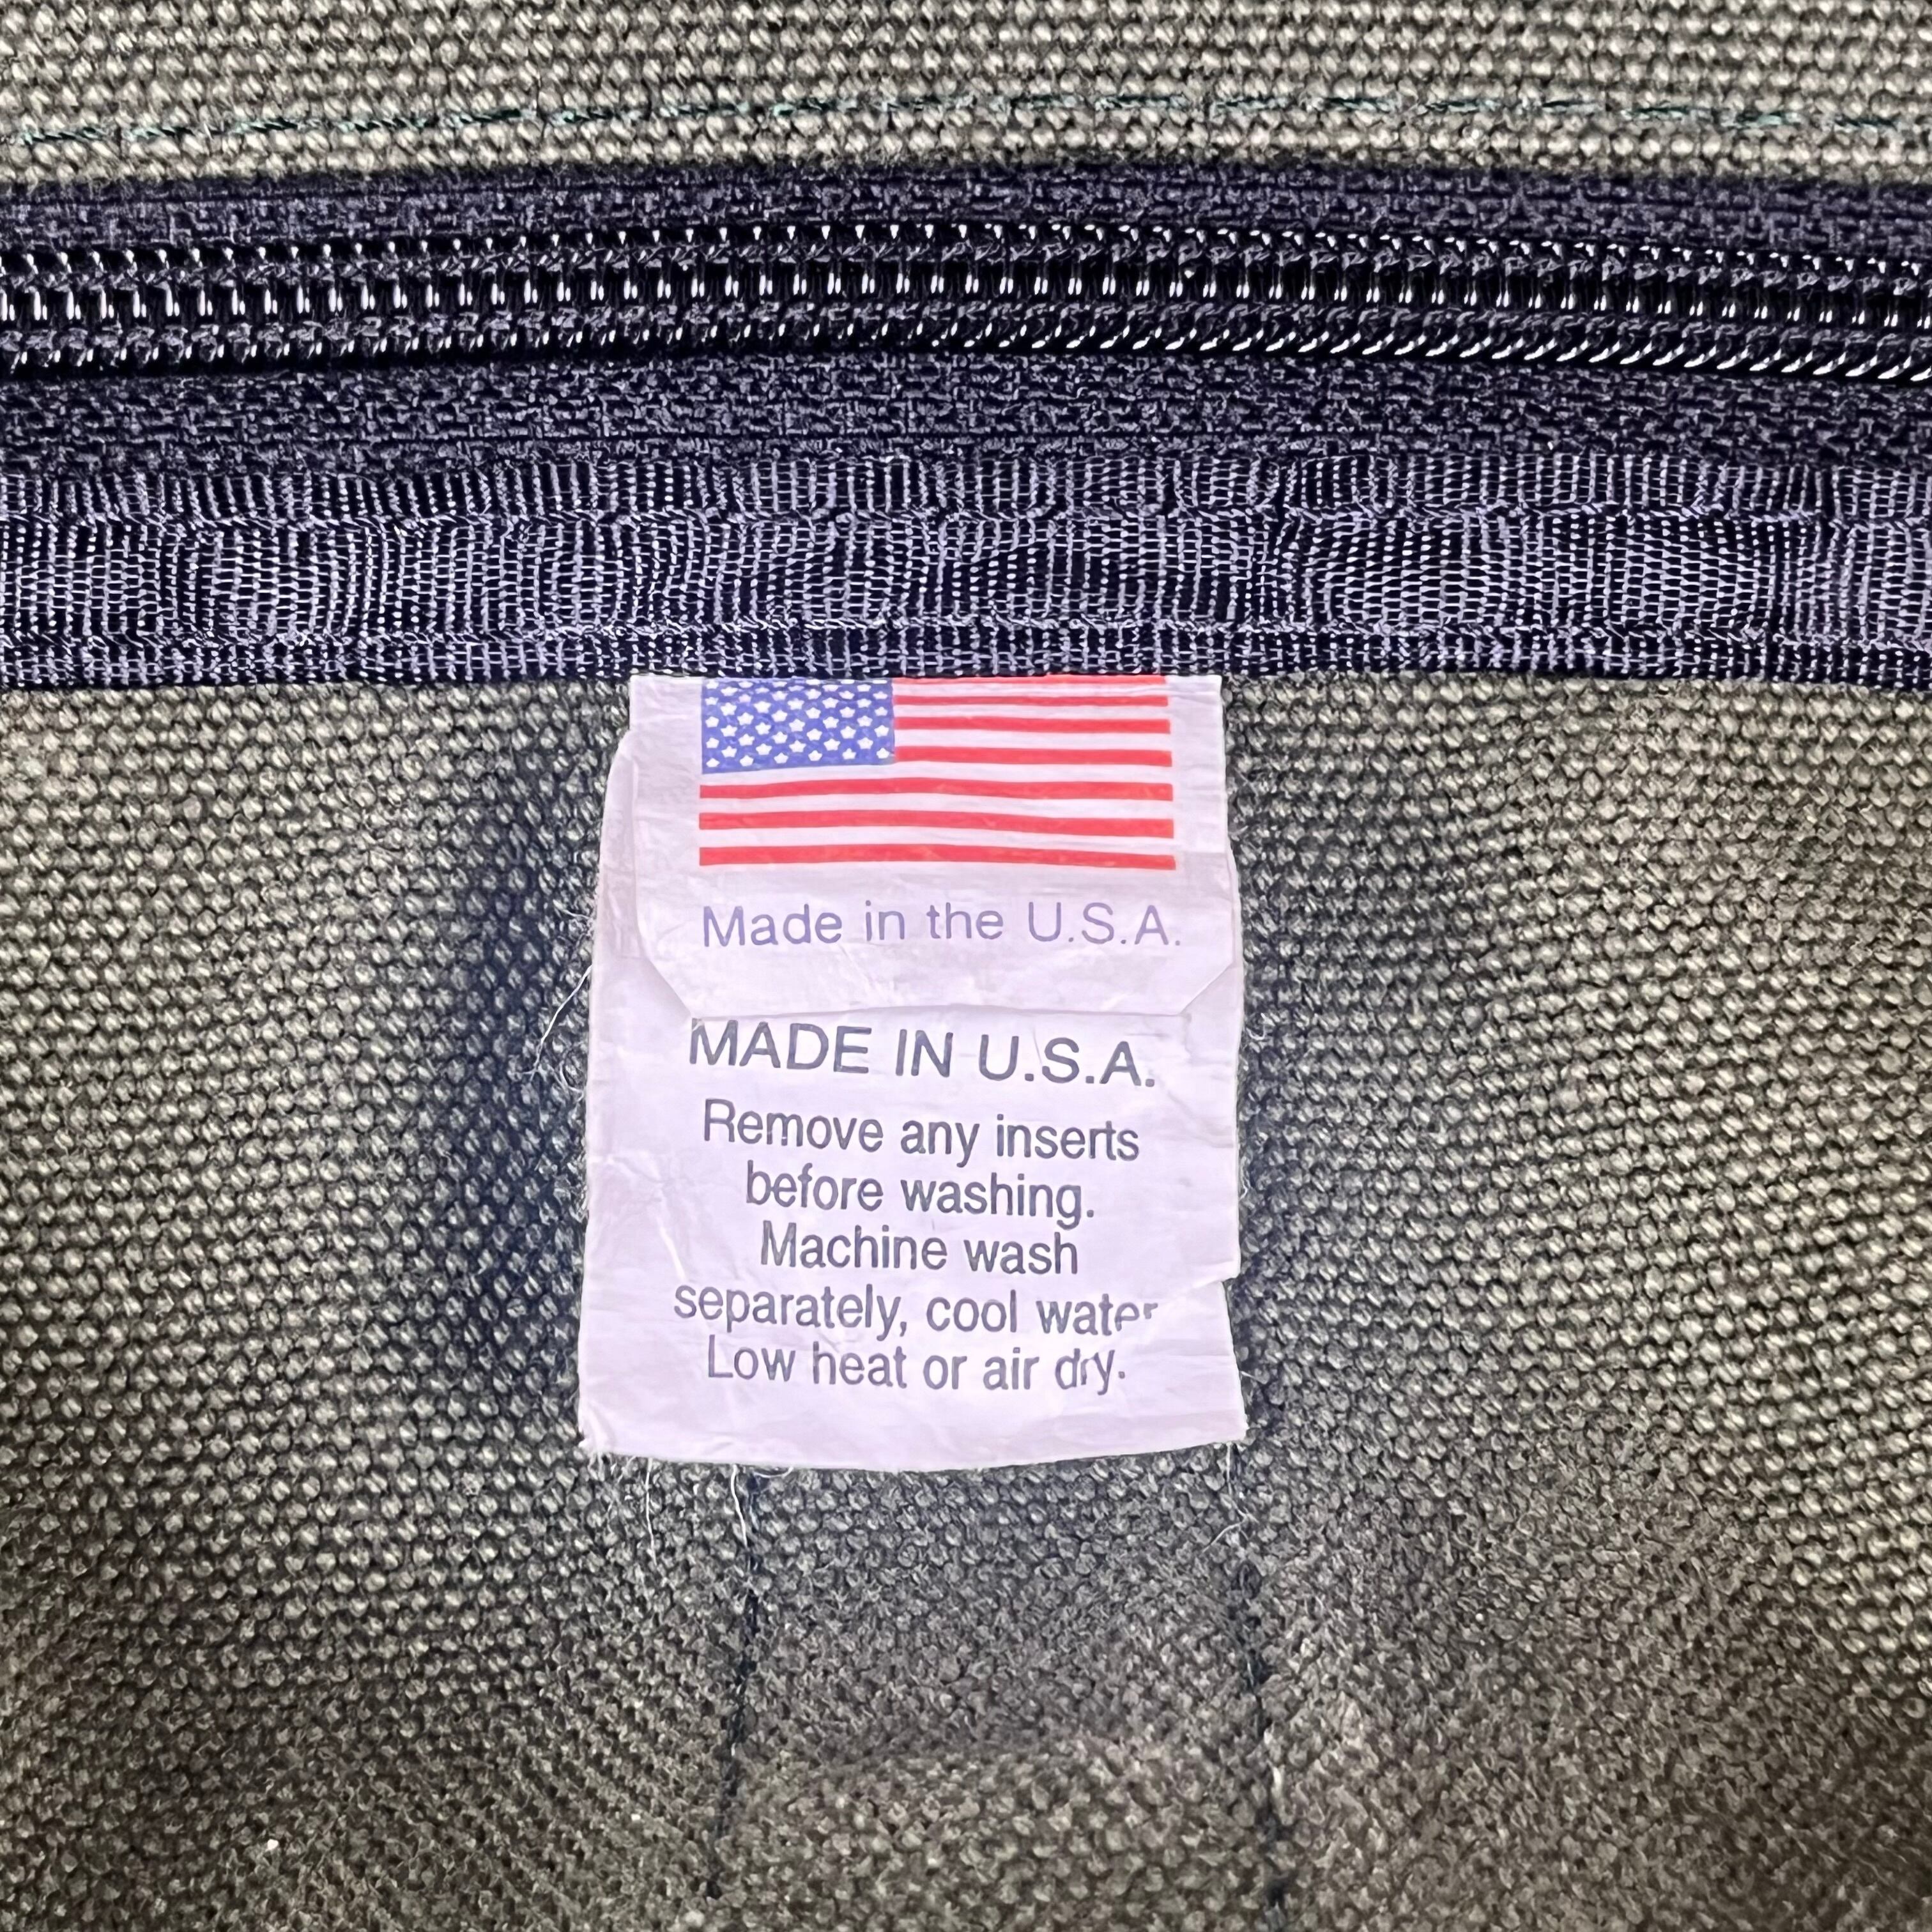 Made in the U.S.A.
MADE IN U.S.A.
Remove any inserts
before washing.
Machine wash
separately, cool water
Low heat or air dry.